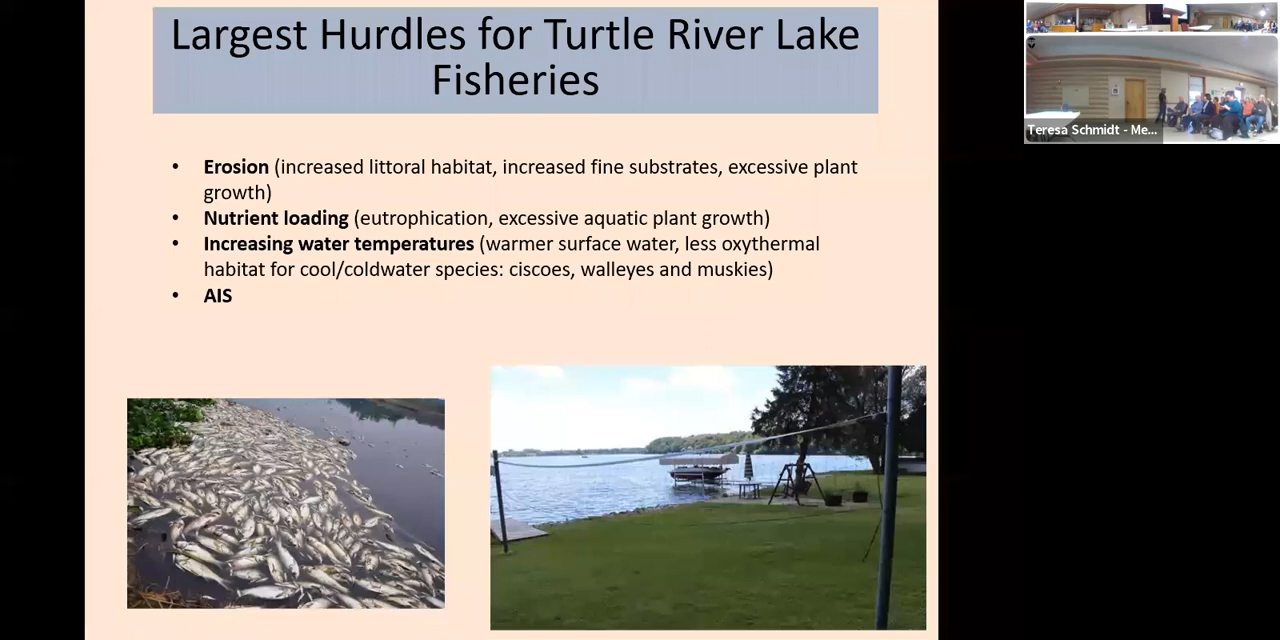 Largest Hurdles for Turtle River Lake
Fisheries
• Erosion (increased littoral habitat, increased fine substrates, excessive plant
growth)
• Nutrient loading (eutrophication, excessive aquatic plant growth)
• Increasing water temperatures (warmer surface water, less oxythermal
habitat for cool/coldwater species: ciscoes, walleyes and muskies)
• AIS
Teresa Schmidt - Me...